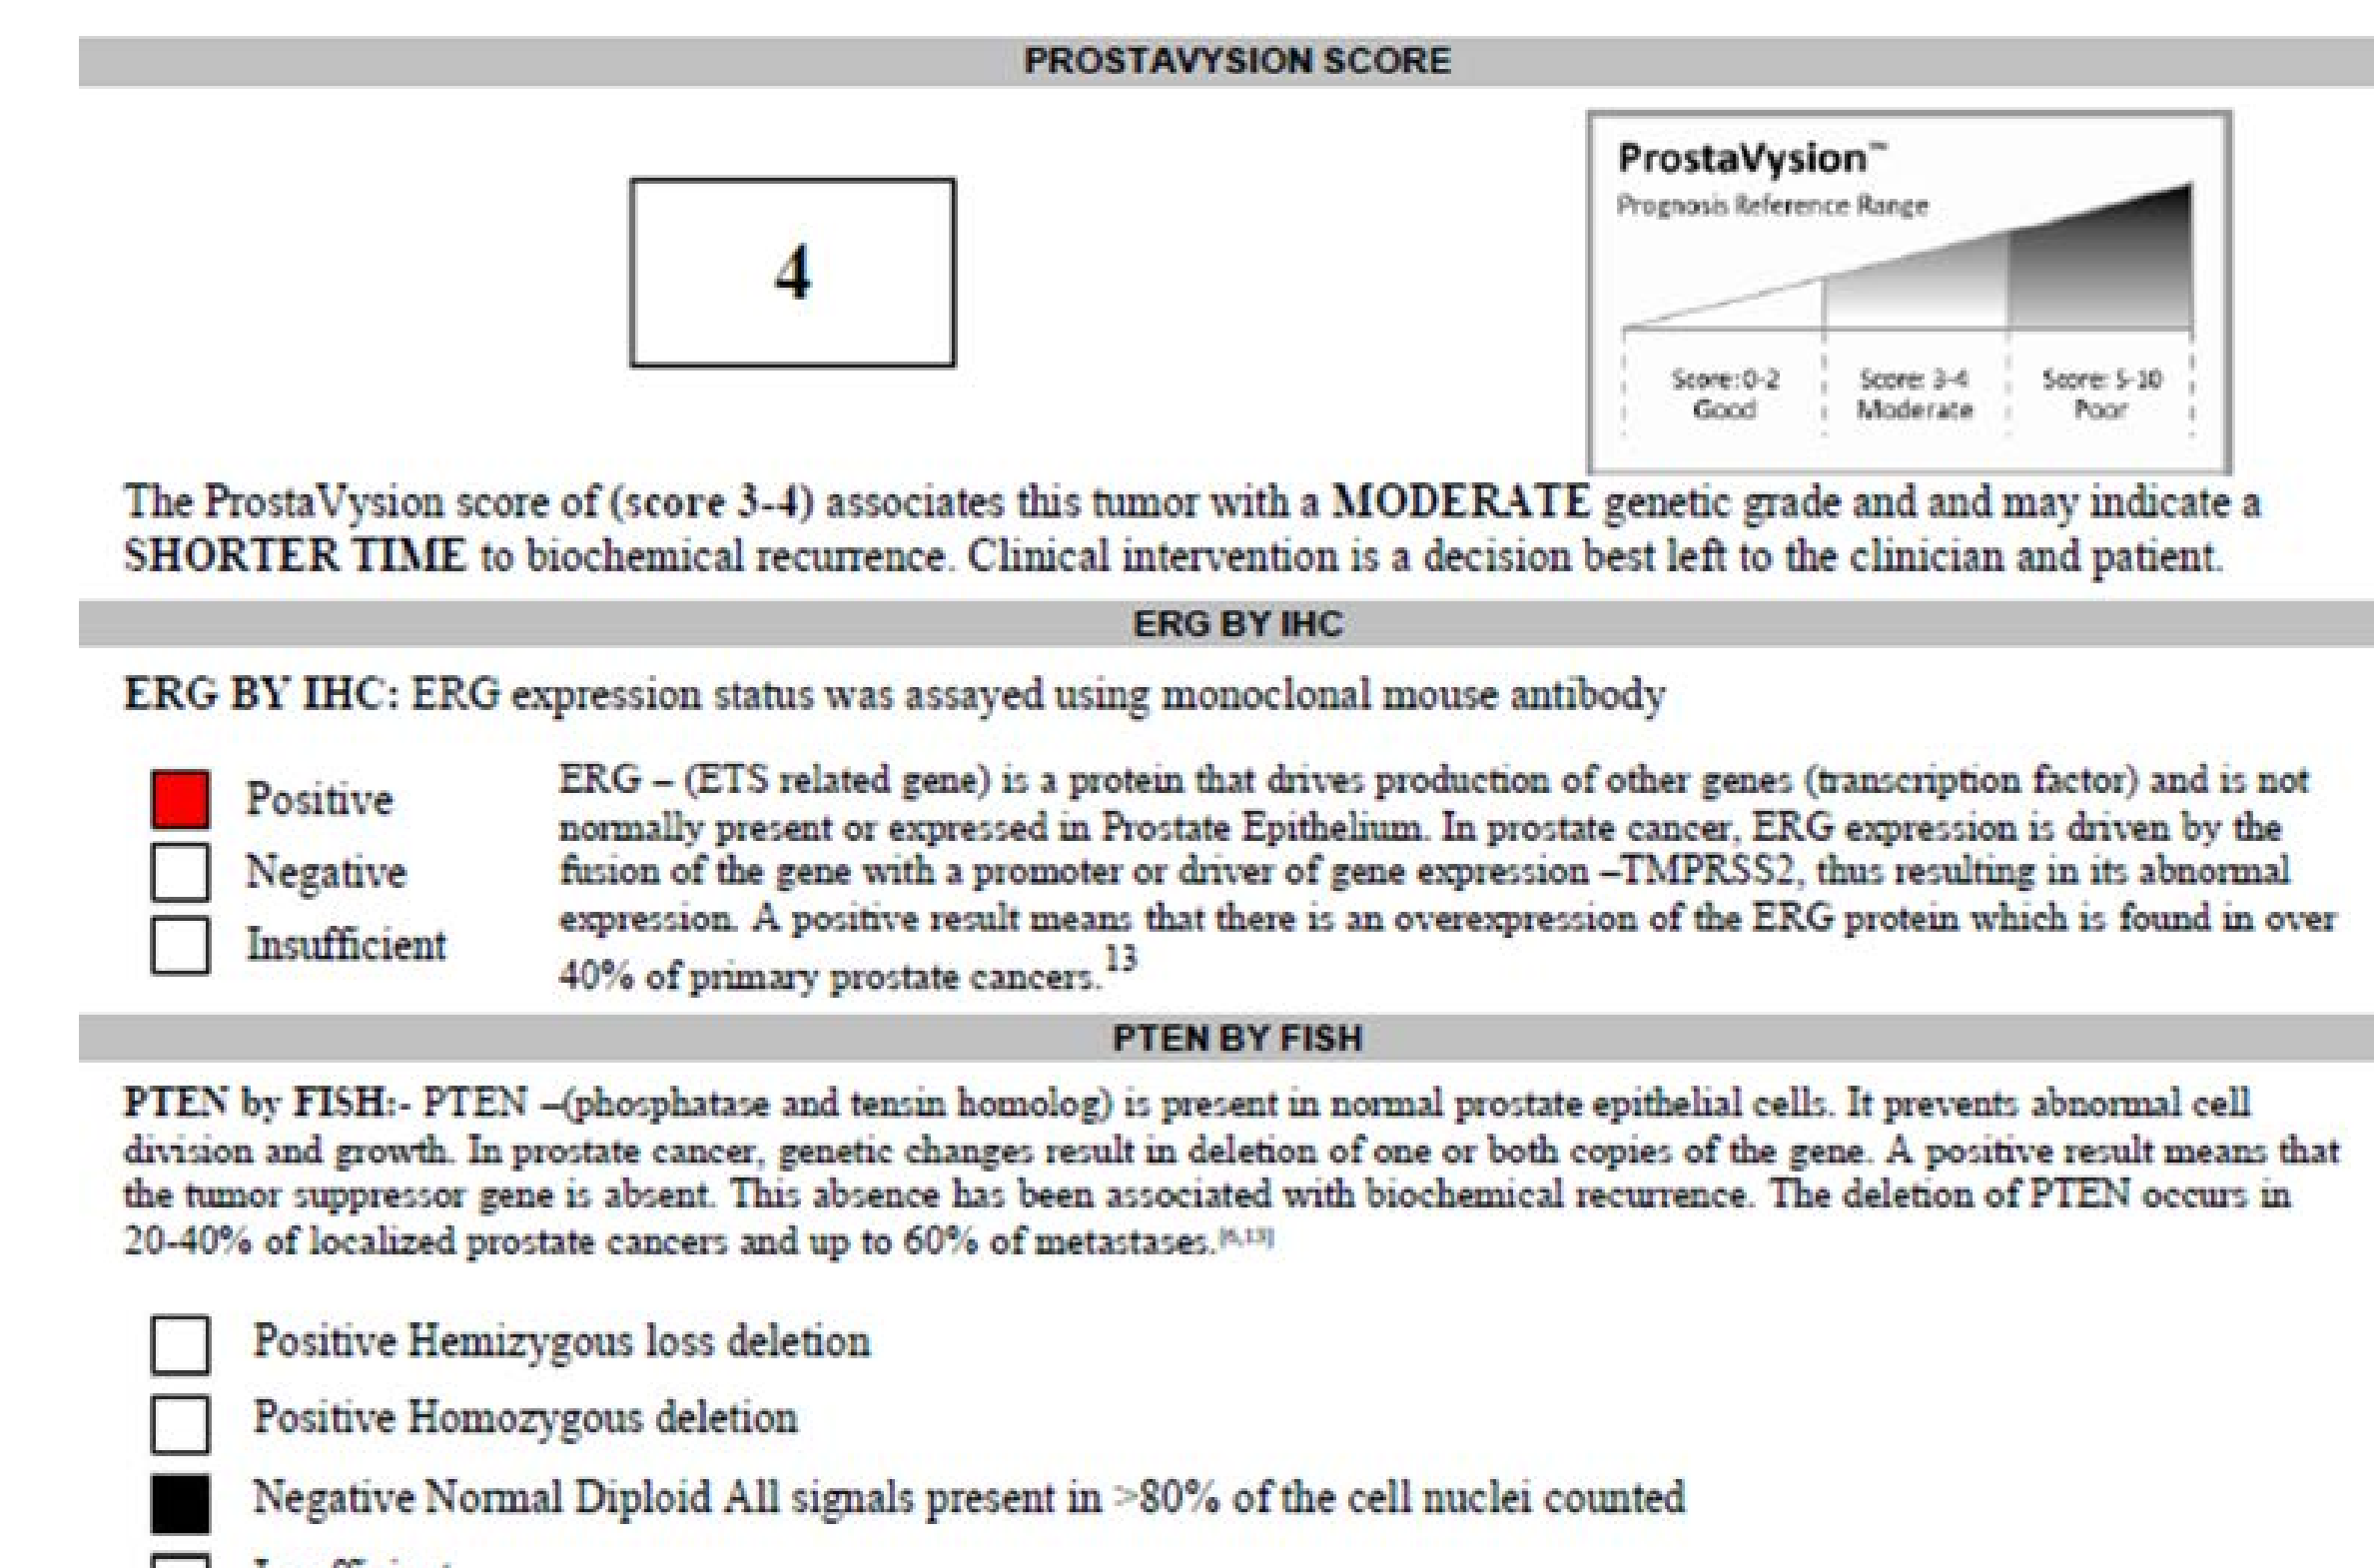 PROSTAVYSION SCORE
4
ProstaVysion™
Prognosis Reference Range
Score: 0-2
Good
Score: 3-4
Moderate
Score: 5-10
Poor
The ProstaVysion score of (score 3-4) associates this tumor with a MODERATE genetic grade and and may indicate a
SHORTER TIME to biochemical recurrence. Clinical intervention is a decision best left to the clinician and patient.
ERG BY IHC
ERG BY IHC: ERG expression status was assayed using monoclonal mouse antibody
Positive
Negative
Insufficient
ERG – (ETS related gene) is a protein that drives production of other genes (transcription factor) and is not
normally present or expressed in Prostate Epithelium. In prostate cancer, ERG expression is driven by the
fusion of the gene with a promoter or driver of gene expression –TMPRSS2, thus resulting in its abnormal
expression. A positive result means that there is an overexpression of the ERG protein which is found in over
40% of primary prostate cancers.13
PTEN BY FISH
PTEN by FISH:- PTEN –(phosphatase and tensin homolog) is present in normal prostate epithelial cells. It prevents abnormal cell
division and growth. In prostate cancer, genetic changes result in deletion of one or both copies of the gene. A positive result means that
the tumor suppressor gene is absent. This absence has been associated with biochemical recurrence. The deletion of PTEN occurs in
20-40% of localized prostate cancers and up to 60% of metastases.[6,13]
Positive Hemizygous loss deletion
Positive Homozygous deletion
Negative Normal Diploid All signals present in >80% of the cell nuclei counted